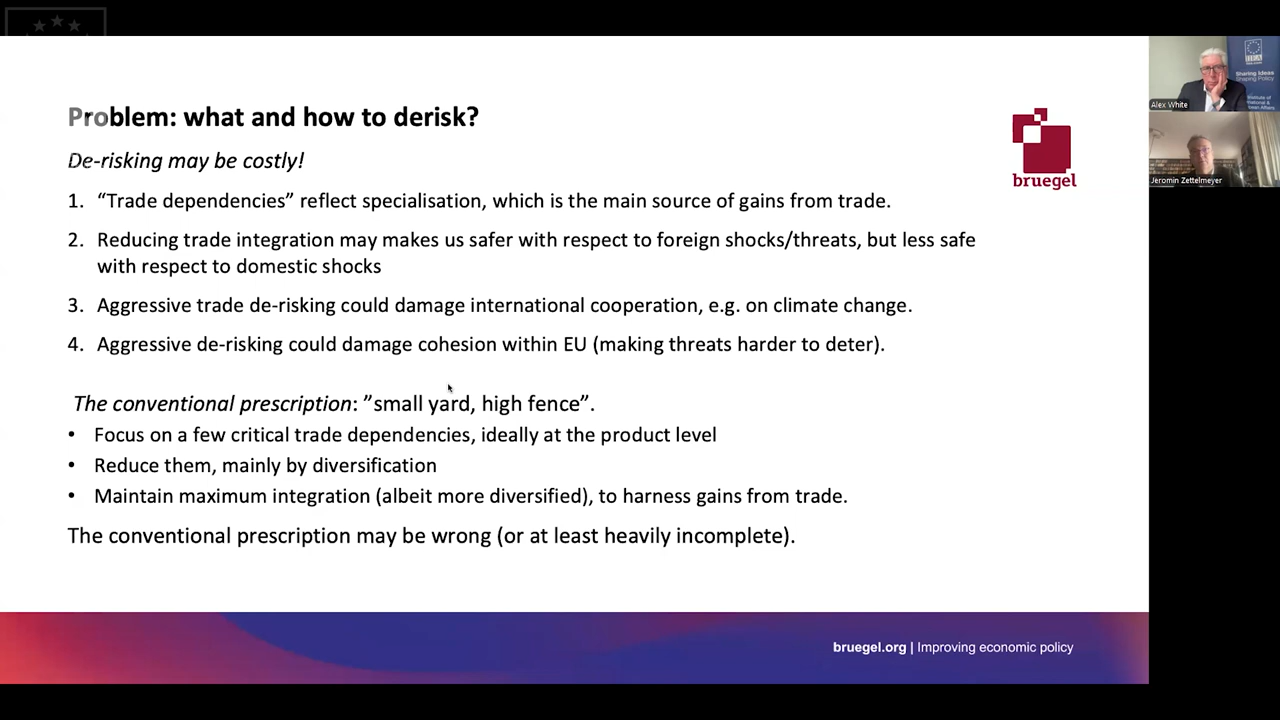 Problem: what and how to derisk?
De-risking may be costly!
1. “Trade dependencies” reflect specialisation, which is the main source of gains from trade.
2. Reducing trade integration may makes us safer with respect to foreign shocks/threats, but less safe
with respect to domestic shocks
3. Aggressive trade de-risking could damage international cooperation, e.g. on climate change.
4. Aggressive de-risking could damage cohesion within EU (making threats harder to deter).
The conventional prescription: ”small yard, high fence”.
• Focus on a few critical trade dependencies, ideally at the product level
• Reduce them, mainly by diversification
• Maintain maximum integration (albeit more diversified), to harness gains from trade.
The conventional prescription may be wrong (or at least heavily incomplete).
bruegel
bruegel.org | Improving economic policy
IIEA
Sharing Ideas
Shaping Policy
Alex White
Jeromin Zettelmeyer